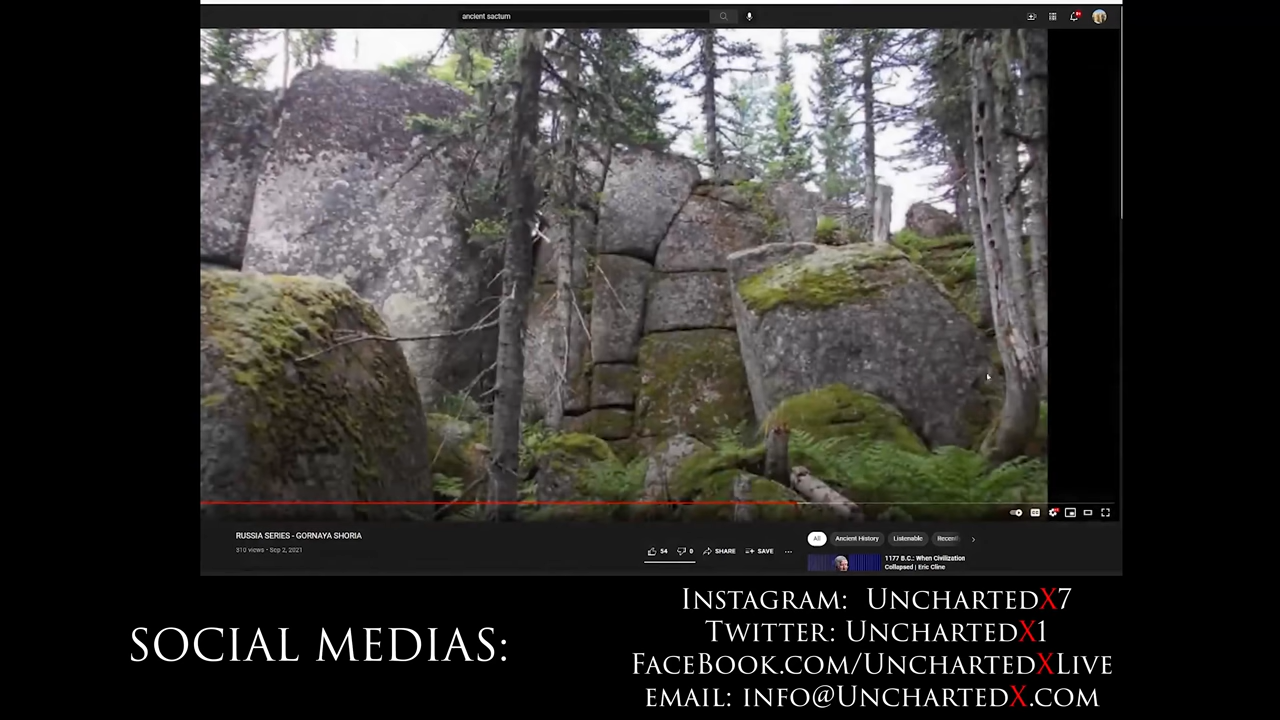 ancient sactum
RUSSIA SERIES - GORNAYA SHORIA
310 views • Sep 2, 2021
54
0
SHARE
SAVE
All
Ancient History
Listenable
Recent
1177 B.C.: When Civilization
Collapsed | Eric Cline
SOCIAL MEDIAS:
INSTAGRAM: UNCHARTEDX7
TWITTER: UNCHARTEDX1
FACEBOOK.COM/UNCHARTEDXLIVE
EMAIL: INFO@UNCHARTEDX.COM